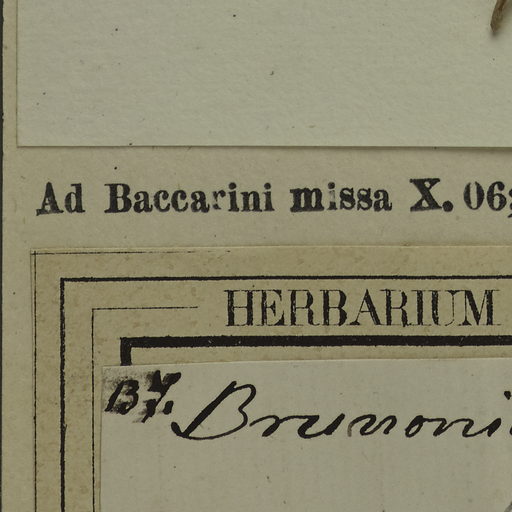 Ad Baccarini missa X. 06;
HERBARIUM
Brunoni